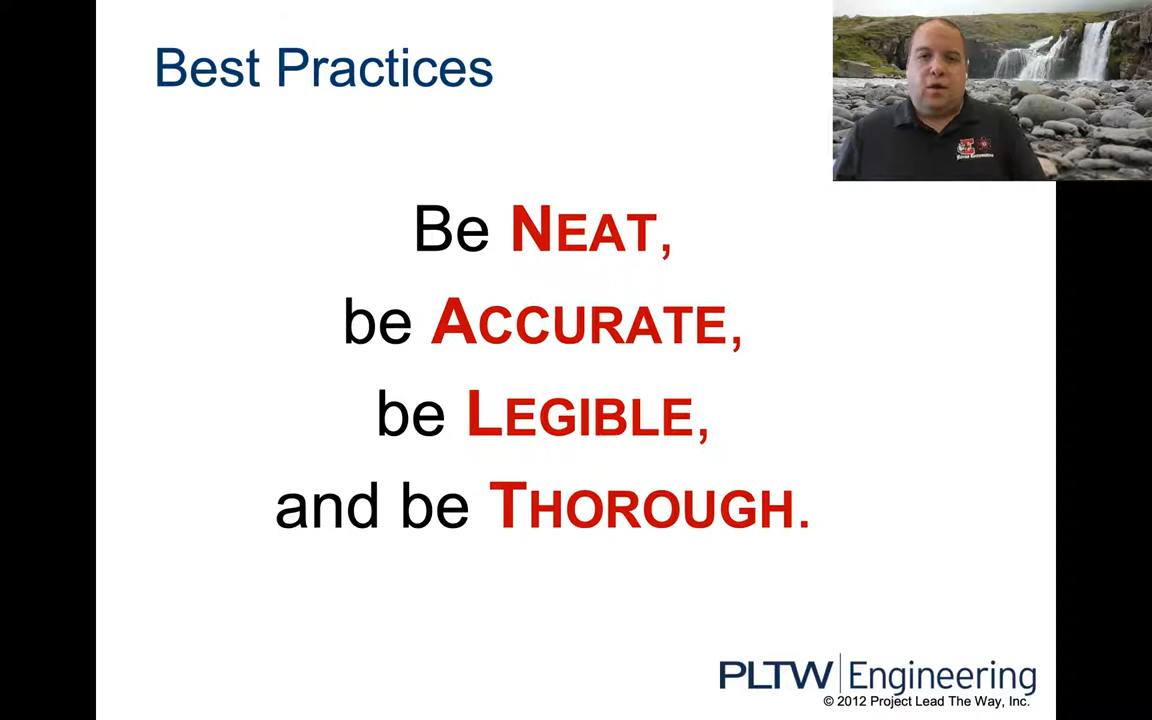 Best Practices
Be NEAT,
be ACCURATE,
be LEGIBLE,
and be THOROUGH.
PLTW Engineering
© 2012 Project Lead The Way, Inc.